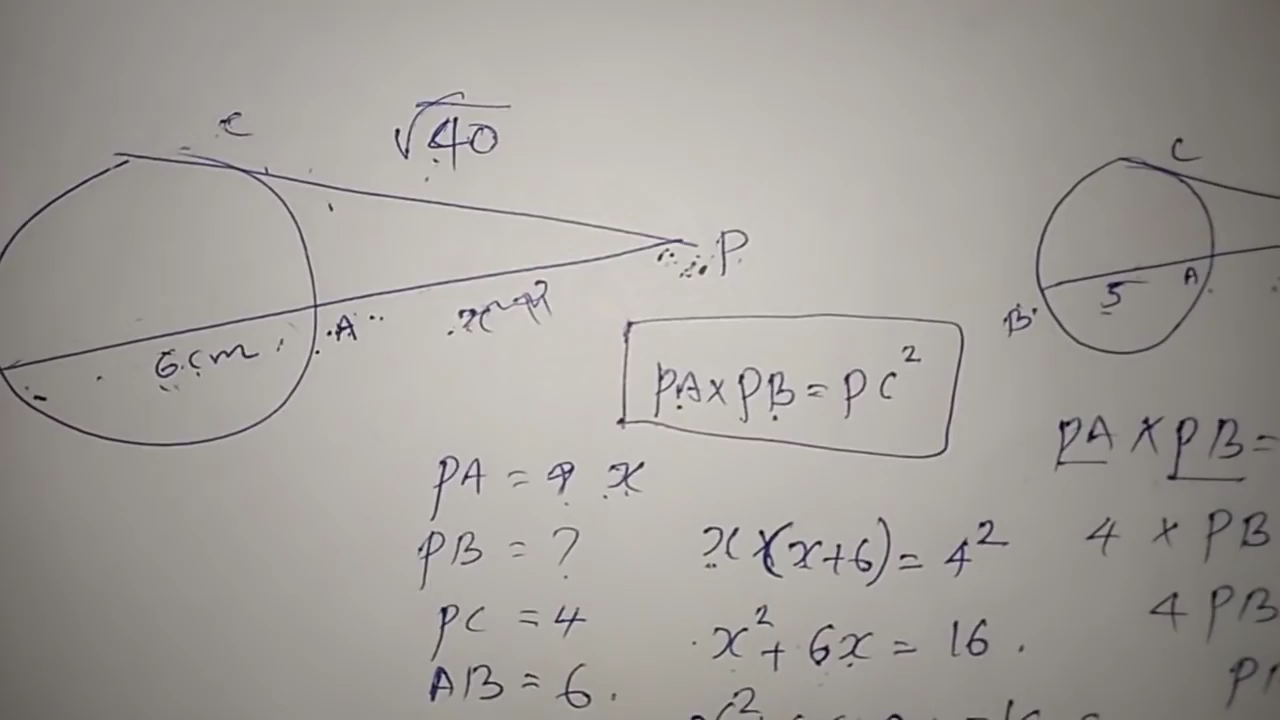 C
√40
P
A
6 cm
PA × PB = PC²
PA = ? x
PB = ?
PC = 4
AB = 6.
x × (x+6) = 4²
x² + 6x = 16.
C
B
5
A
PA × PB =
4 × PB
4 PB